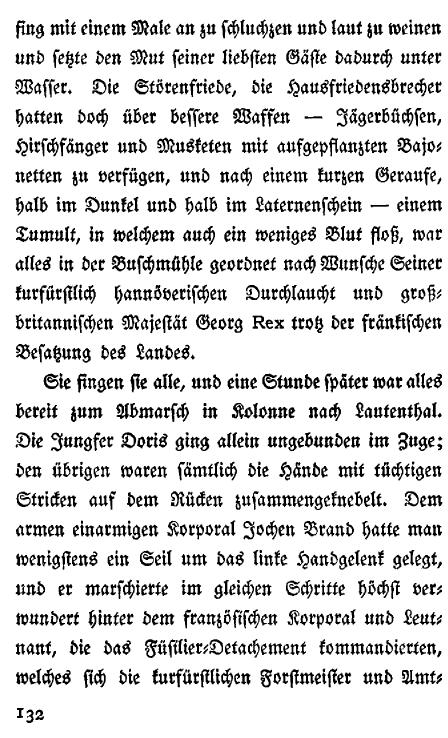 fing mit einem Male an zu schluchzen und laut zu weinen
und setzte den Mut seiner liebsten Gäste dadurch unter
Wasser. Die Störenfriede, die Hausfriedensbrecher
hatten doch über bessere Waffen — Jägerbüchsen,
Hirschfänger und Musketen mit aufgepflanzten Bajo-
netten zu verfügen, und nach einem kurzen Geraufe,
halb im Dunkel und halb im Laternenschein — einem
Tumult, in welchem auch ein weniges Blut floß, war
alles in der Buschmühle geordnet nach Wunsche Seiner
kurfürstlich hannöverischen Durchlaucht und groß-
britannischen Majestät Georg Rex trotz der fränkischen
Besatzung des Landes.
Sie fingen sie alle, und eine Stunde später war alles
bereit zum Abmarsch in Kolonne nach Lautenthal.
Die Jungfer Doris ging allein ungebunden im Zuge;
den übrigen waren sämtlich die Hände mit tüchtigen
Stricken auf dem Rücken zusammengeknebelt. Dem
armen einarmigen Korporal Jochen Brand hatte man
wenigstens ein Seil um das linke Handgelenk gelegt,
und er marschierte im gleichen Schritte höchst ver-
wundert hinter dem französischen Korporal und Leut-
nant, die das Füsilier-Detachement kommandierten,
welches sich die kurfürstlichen Forstmeister und Amt-
132